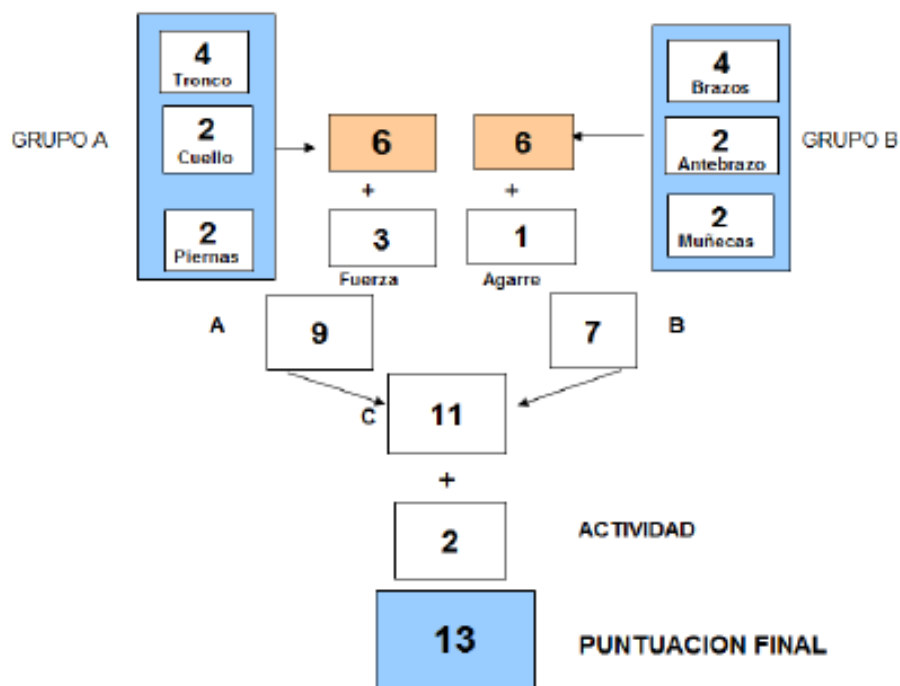 4
Tronco
2
Cuello
2
Piernas
GRUPO A
6
+
3
Fuerza
6
+
1
Agarre
4
Brazos
2
Antebrazo
2
Muñecas
GRUPO B
A
9
7
B
C
11
+
2
ACTIVIDAD
13
PUNTUACION FINAL